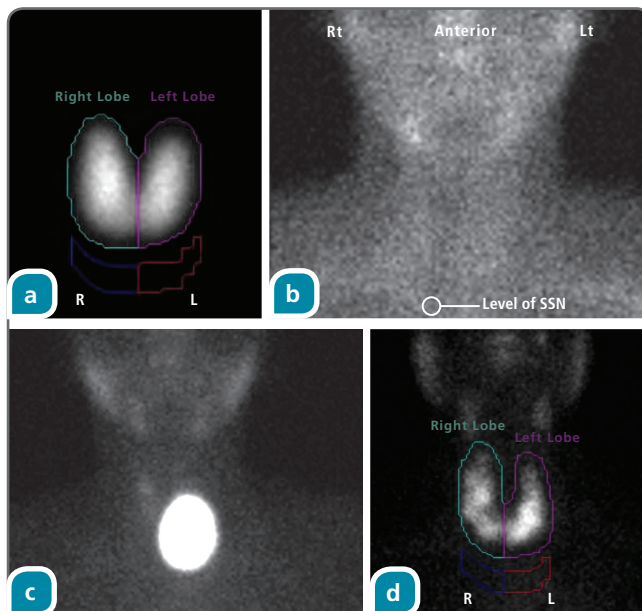 Right Lobe Left Lobe
R L
a
Rt Anterior Lt
Level of SSN
b
c
Right Lobe Left Lobe
R L
d